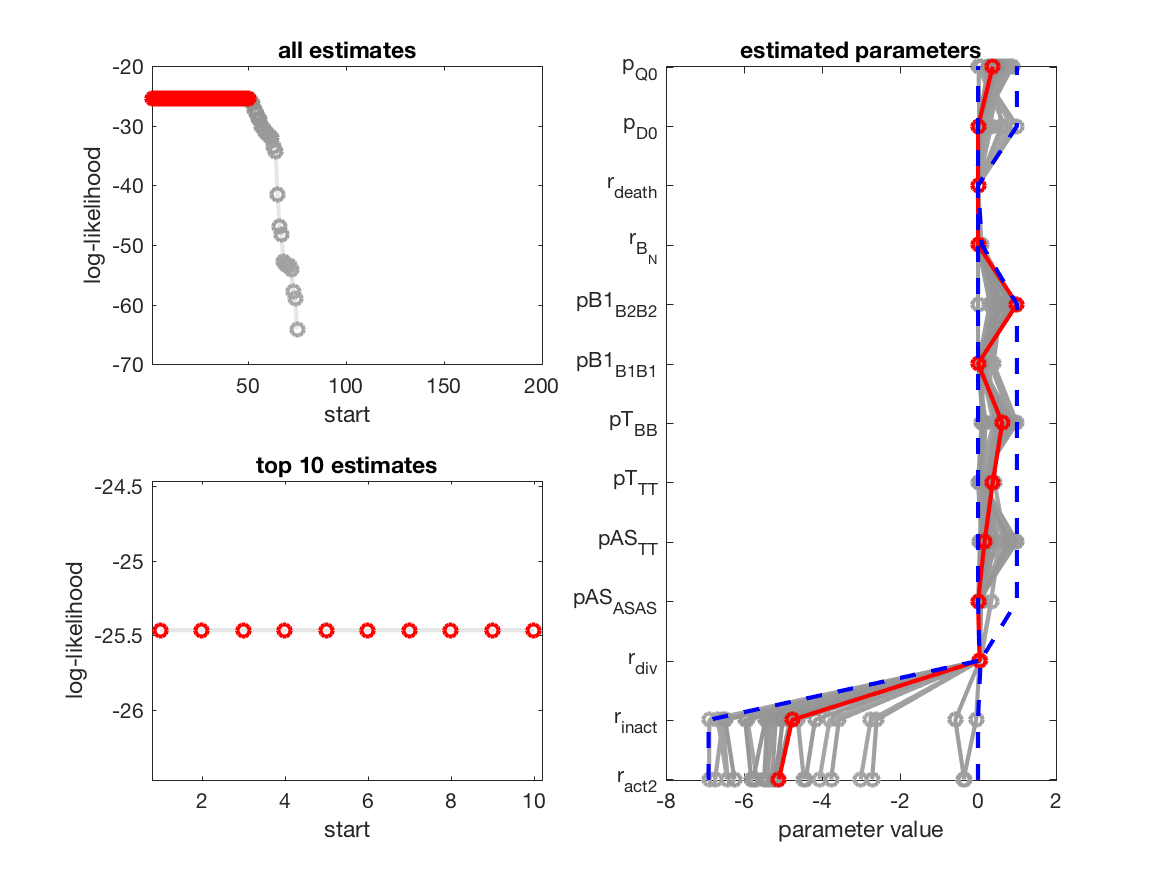 all estimates
-20
-30
-40
-50
-60
-70
log-likelihood
50
100
150
200
start
top 10 estimates
-24.5
-25
-25.5
-26
log-likelihood
2
4
6
8
10
start
estimated parameters
p_Q0
p_D0
r_death
r_B_N
pB1_B2B2
pB1_B1B1
pT_BB
pT_TT
pAS_TT
pAS_ASAS
r_div
r_inact
r_act2
-8
-6
-4
-2
0
2
parameter value